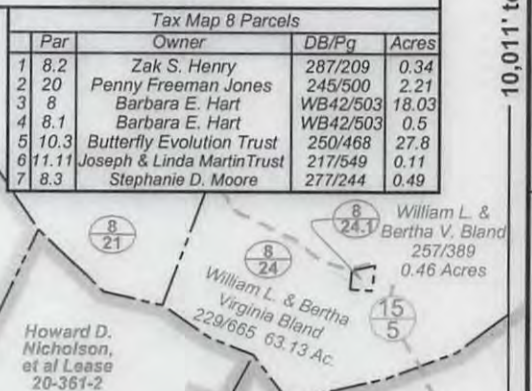 Tax Map 8 Parcels
Par Owner DB/Pg Acres
1 8.2 Zak S. Henry 287/209 0.34
2 20 Penny Freeman Jones 245/500 2.21
3 8 Barbara E. Hart WB42/503 18.03
4 8.1 Barbara E. Hart WB42/503 0.5
5 10.3 Butterfly Evolution Trust 250/468 27.8
6 11.11 Joseph & Linda MartinTrust 217/549 0.11
7 8.3 Stephanie D. Moore 277/244 0.49
10,011' to
8
21
8
24
William L. & Bertha
Virginia Bland
229/665 63.13 Ac.
8
24.1
William L. &
Bertha V. Bland
257/389
0.46 Acres
15
5
Howard D.
Nicholson,
et al Lease
20-361-2